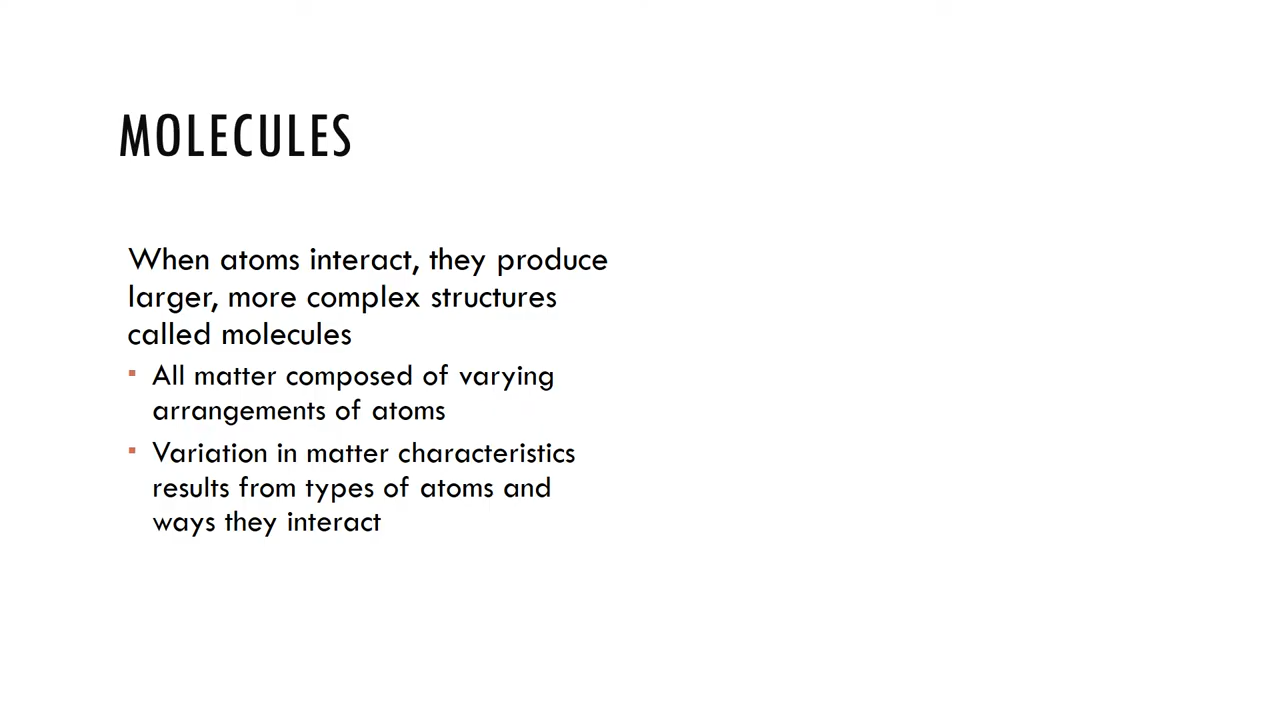 MOLECULES
When atoms interact, they produce
larger, more complex structures
called molecules
▪ All matter composed of varying
arrangements of atoms
▪ Variation in matter characteristics
results from types of atoms and
ways they interact